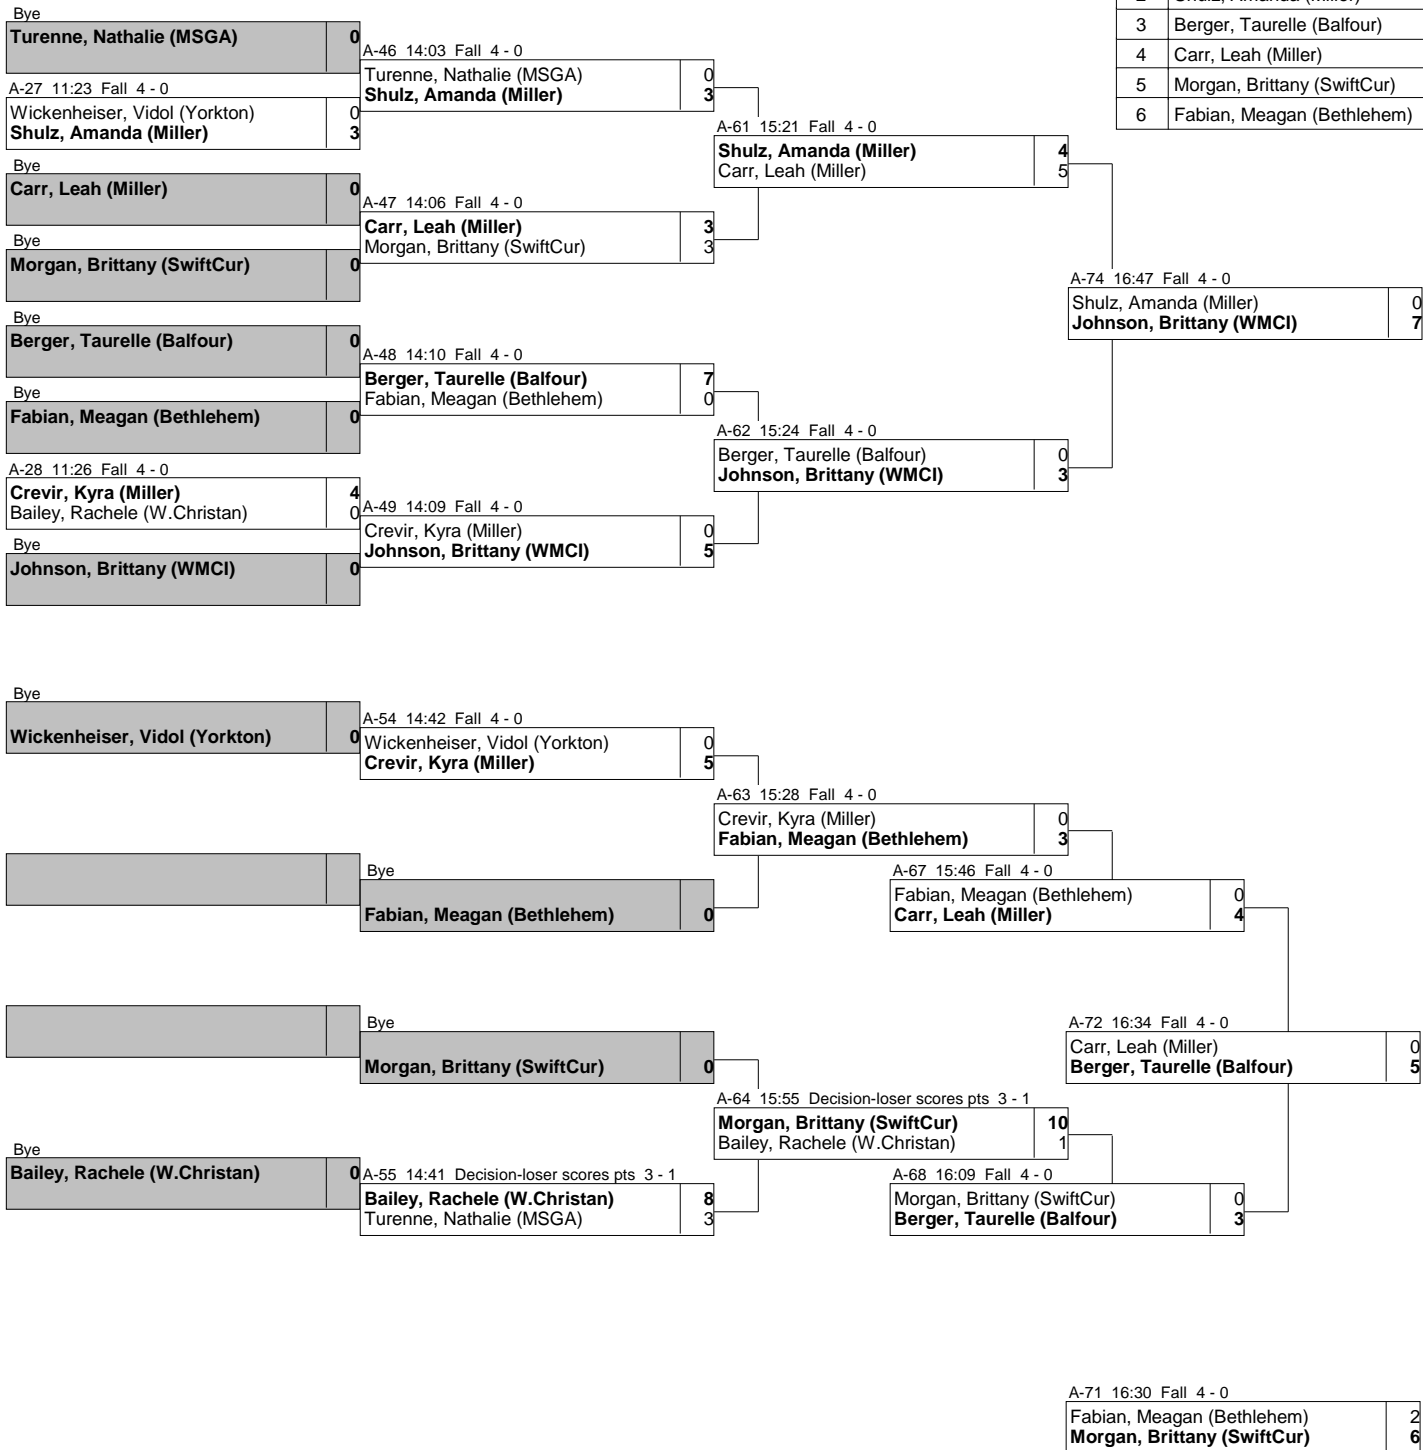 2 Shulz, Amanda (Miller)
3 Berger, Taurelle (Balfour)
4 Carr, Leah (Miller)
5 Morgan, Brittany (SwiftCur)
6 Fabian, Meagan (Bethlehem)
Bye
Turenne, Nathalie (MSGA) 0
A-27 11:23 Fall 4 - 0
Wickenheiser, Vidol (Yorkton) 0
Shulz, Amanda (Miller) 3
Bye
Carr, Leah (Miller) 0
Bye
Morgan, Brittany (SwiftCur) 0
Bye
Berger, Taurelle (Balfour) 0
Bye
Fabian, Meagan (Bethlehem) 0
A-28 11:26 Fall 4 - 0
Crevir, Kyra (Miller) 4
Bailey, Rachele (W.Christan) 0
Bye
Johnson, Brittany (WMCI) 0
A-46 14:03 Fall 4 - 0
Turenne, Nathalie (MSGA) 0
Shulz, Amanda (Miller) 3
A-47 14:06 Fall 4 - 0
Carr, Leah (Miller) 3
Morgan, Brittany (SwiftCur) 3
A-48 14:10 Fall 4 - 0
Berger, Taurelle (Balfour) 7
Fabian, Meagan (Bethlehem) 0
A-49 14:09 Fall 4 - 0
Crevir, Kyra (Miller) 0
Johnson, Brittany (WMCI) 5
A-61 15:21 Fall 4 - 0
Shulz, Amanda (Miller) 4
Carr, Leah (Miller) 5
A-62 15:24 Fall 4 - 0
Berger, Taurelle (Balfour) 0
Johnson, Brittany (WMCI) 3
A-74 16:47 Fall 4 - 0
Shulz, Amanda (Miller) 0
Johnson, Brittany (WMCI) 7
Bye
Wickenheiser, Vidol (Yorkton) 0
Bye
Bailey, Rachele (W.Christan) 0
A-54 14:42 Fall 4 - 0
Wickenheiser, Vidol (Yorkton) 0
Crevir, Kyra (Miller) 5
Bye
Fabian, Meagan (Bethlehem) 0
Bye
Morgan, Brittany (SwiftCur) 0
A-55 14:41 Decision-loser scores pts 3 - 1
Bailey, Rachele (W.Christan) 8
Turenne, Nathalie (MSGA) 3
A-63 15:28 Fall 4 - 0
Crevir, Kyra (Miller) 0
Fabian, Meagan (Bethlehem) 3
A-64 15:55 Decision-loser scores pts 3 - 1
Morgan, Brittany (SwiftCur) 10
Bailey, Rachele (W.Christan) 1
A-67 15:46 Fall 4 - 0
Fabian, Meagan (Bethlehem) 0
Carr, Leah (Miller) 4
A-68 16:09 Fall 4 - 0
Morgan, Brittany (SwiftCur) 0
Berger, Taurelle (Balfour) 3
A-72 16:34 Fall 4 - 0
Carr, Leah (Miller) 0
Berger, Taurelle (Balfour) 5
A-71 16:30 Fall 4 - 0
Fabian, Meagan (Bethlehem) 2
Morgan, Brittany (SwiftCur) 6